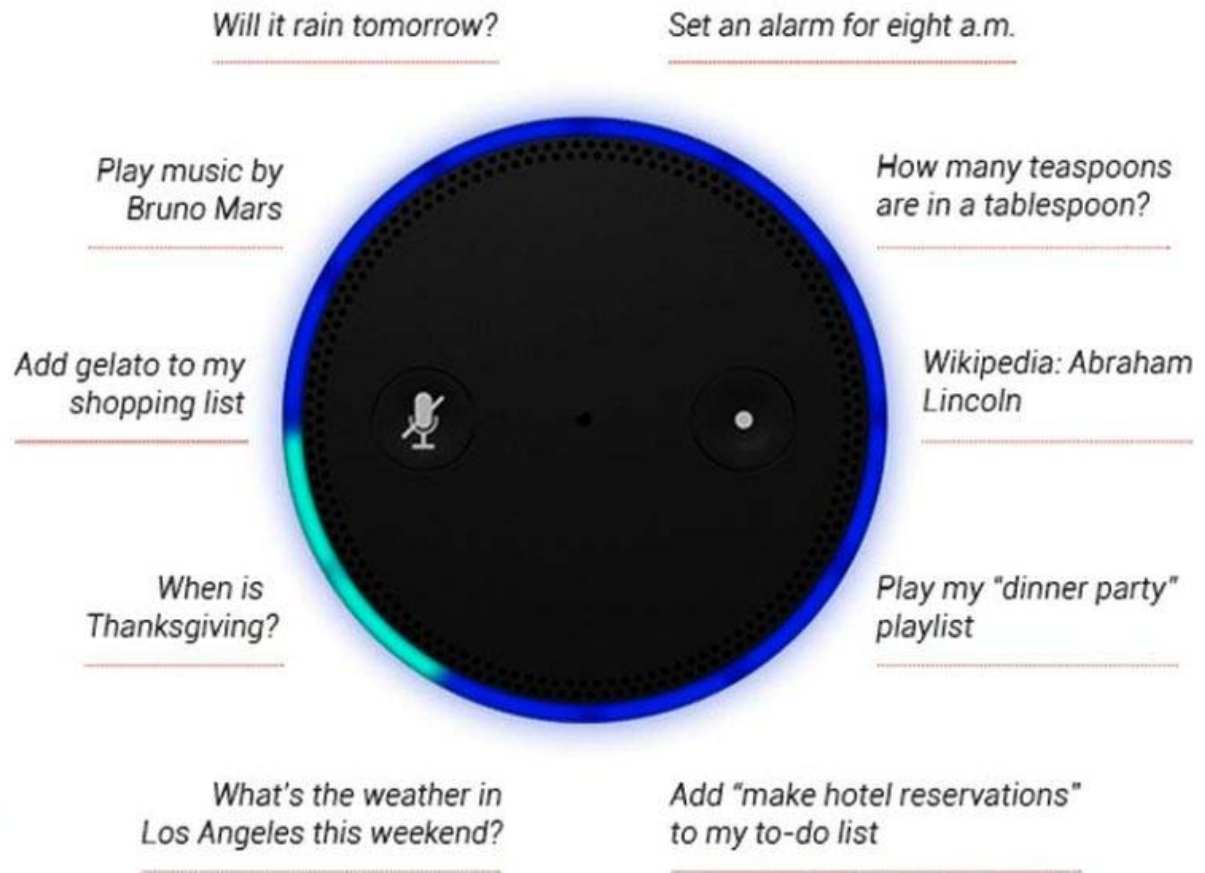 Will it rain tomorrow?
Set an alarm for eight a.m.
Play music by
Bruno Mars
How many teaspoons
are in a tablespoon?
Add gelato to my
shopping list
Wikipedia: Abraham
Lincoln
When is
Thanksgiving?
Play my “dinner party”
playlist
What's the weather in
Los Angeles this weekend?
Add “make hotel reservations”
to my to-do list